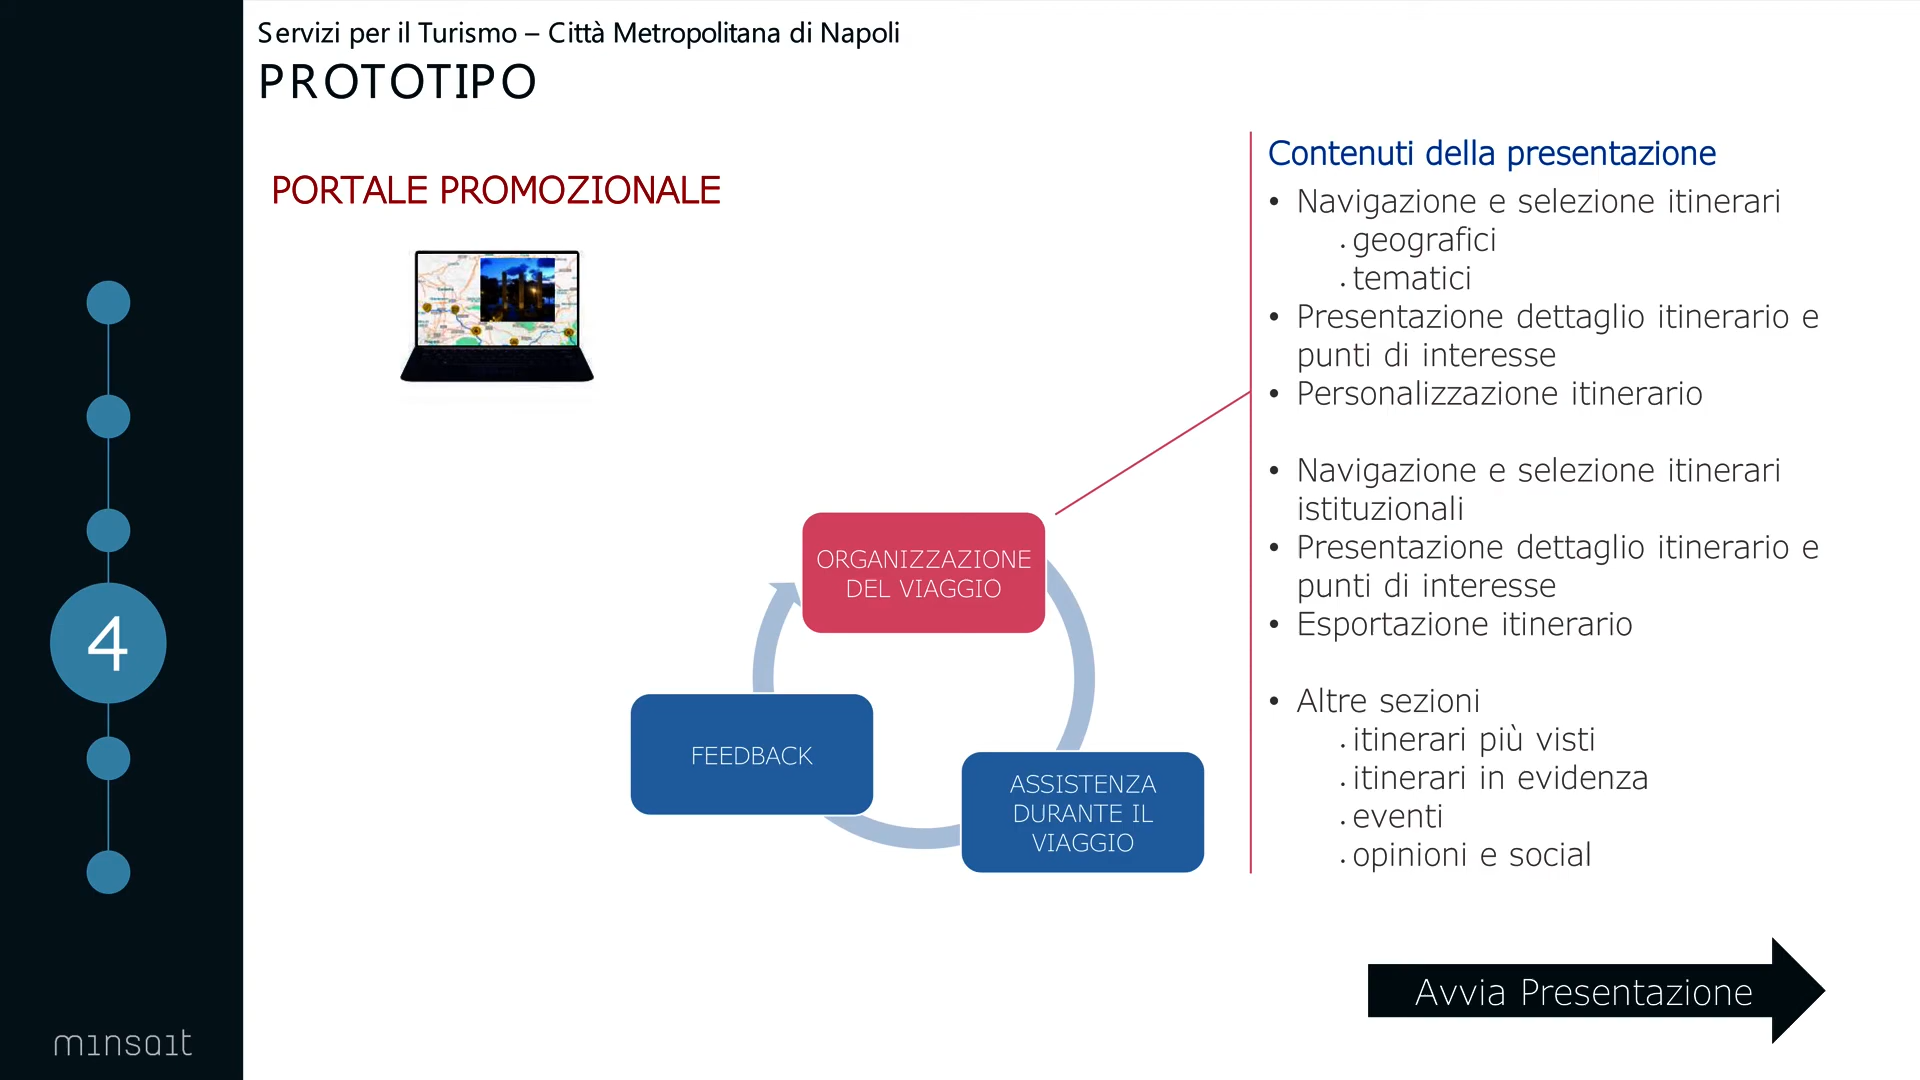 Servizi per il Turismo – Città Metropolitana di Napoli
PROTOTIPO
PORTALE PROMOZIONALE
4
minsait
ORGANIZZAZIONE
DEL VIAGGIO
FEEDBACK
ASSISTENZA
DURANTE IL
VIAGGIO
Contenuti della presentazione
• Navigazione e selezione itinerari
. geografici
. tematici
• Presentazione dettaglio itinerario e
punti di interesse
• Personalizzazione itinerario
• Navigazione e selezione itinerari
istituzionali
• Presentazione dettaglio itinerario e
punti di interesse
• Esportazione itinerario
• Altre sezioni
. itinerari più visti
. itinerari in evidenza
. eventi
. opinioni e social
Avvia Presentazione